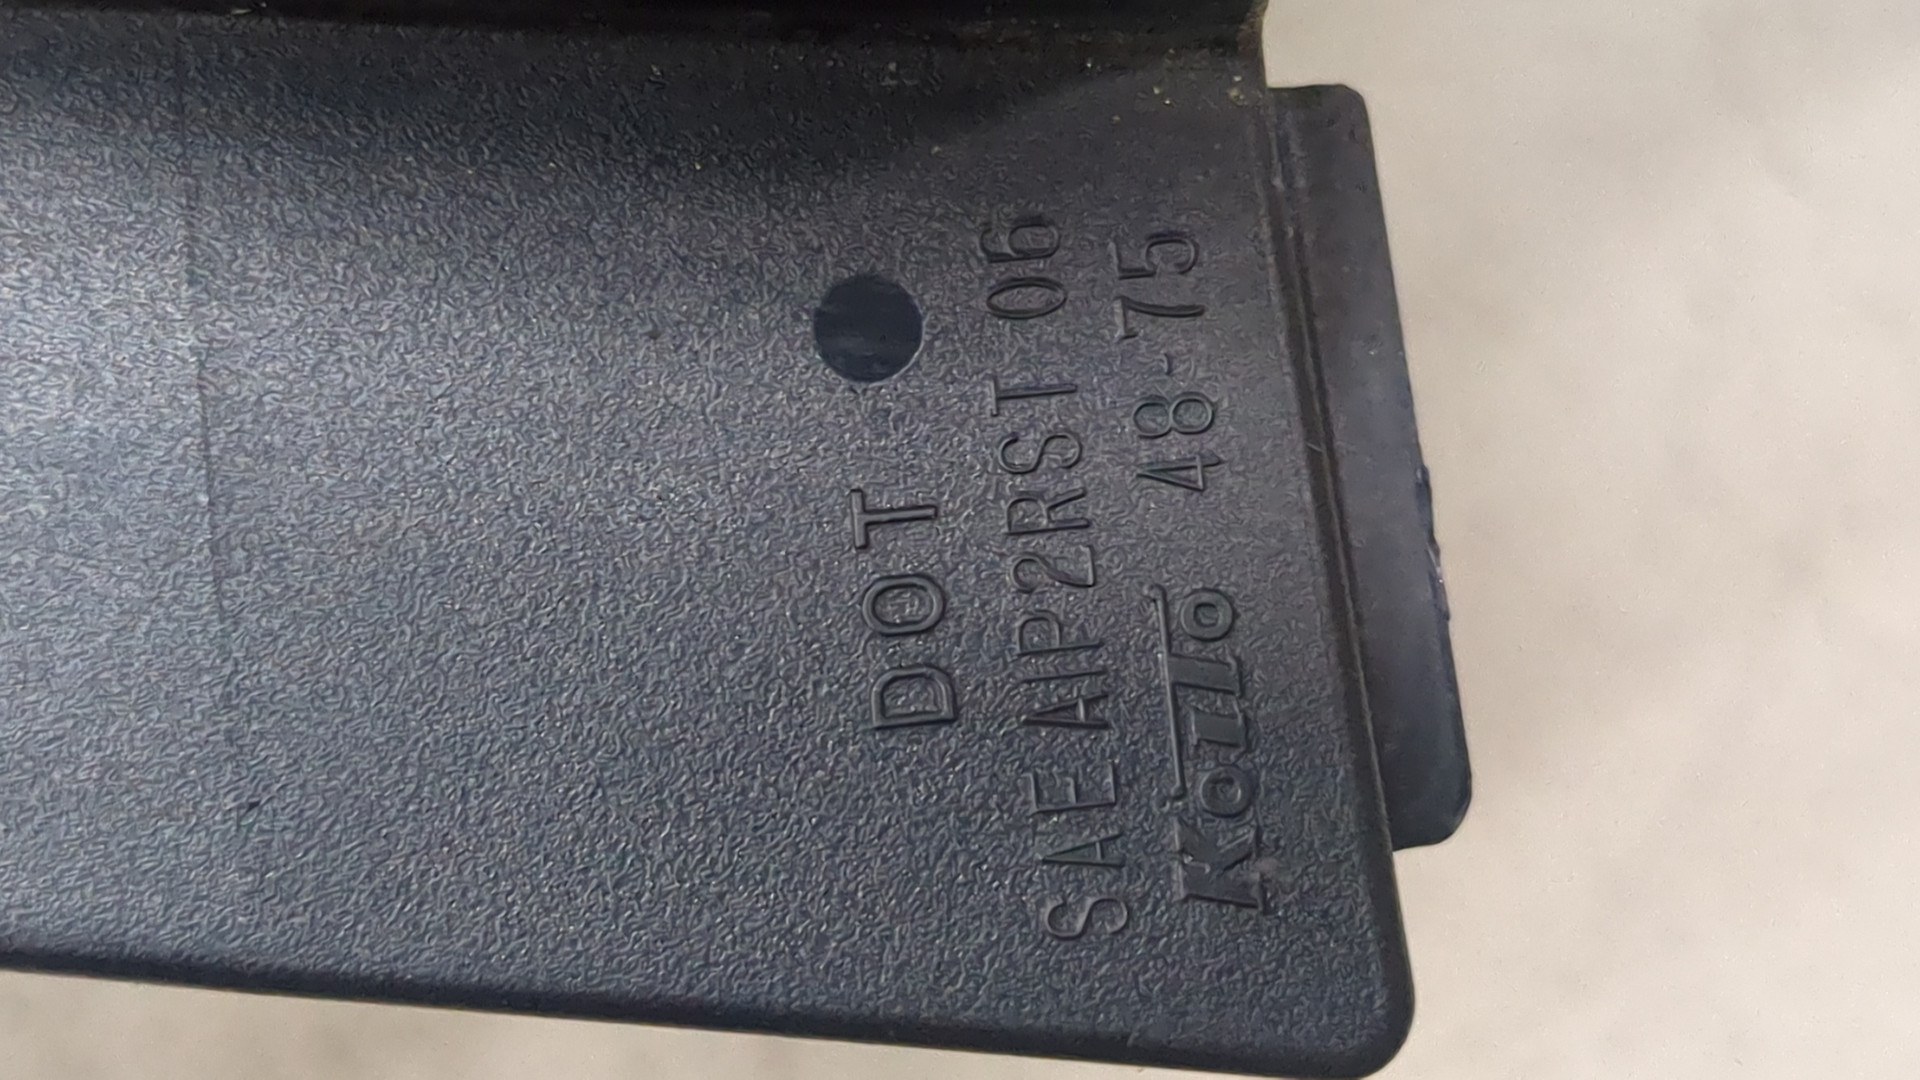 DOT
SAE AIP2RST 06
KoiTo 48-75